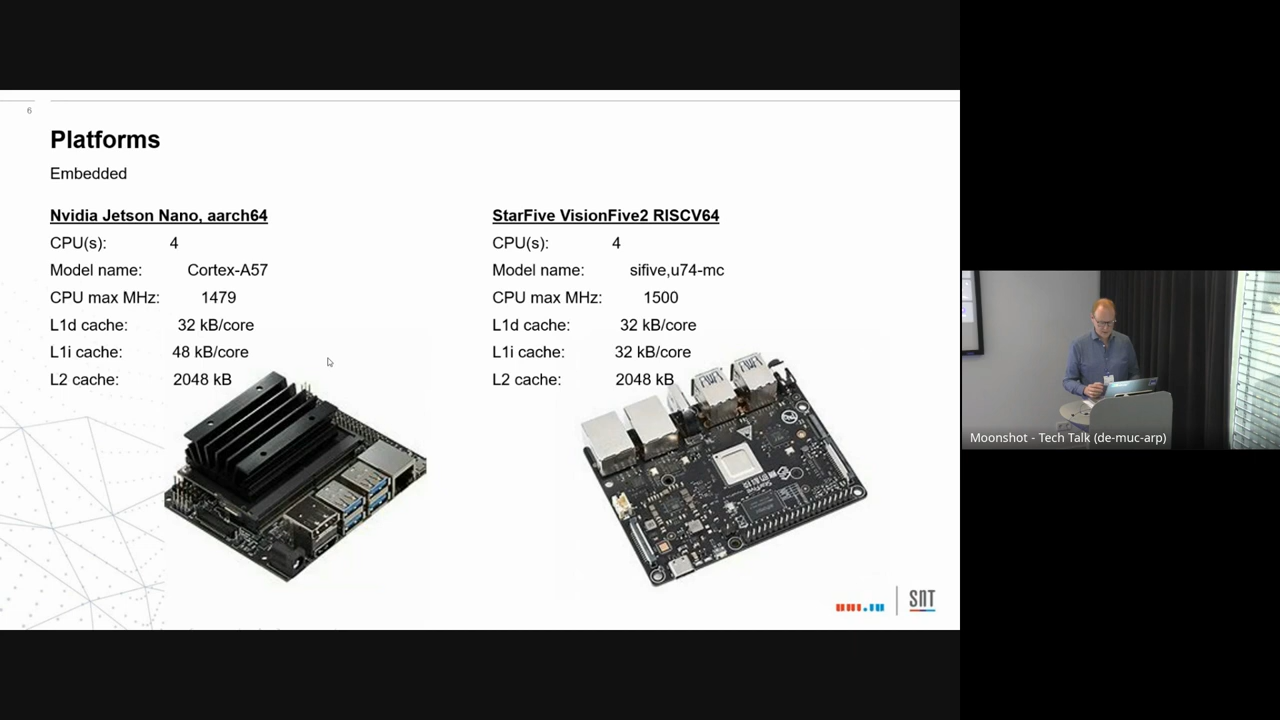 6
Platforms
Embedded
Nvidia Jetson Nano, aarch64
CPU(s): 4
Model name: Cortex-A57
CPU max MHz: 1479
L1d cache: 32 kB/core
L1i cache: 48 kB/core
L2 cache: 2048 kB
StarFive VisionFive2 RISCV64
CPU(s): 4
Model name: sifive,u74-mc
CPU max MHz: 1500
L1d cache: 32 kB/core
L1i cache: 32 kB/core
L2 cache: 2048 kB
StarFive
uni.lu
SNT
Moonshot - Tech Talk (de-muc-arp)